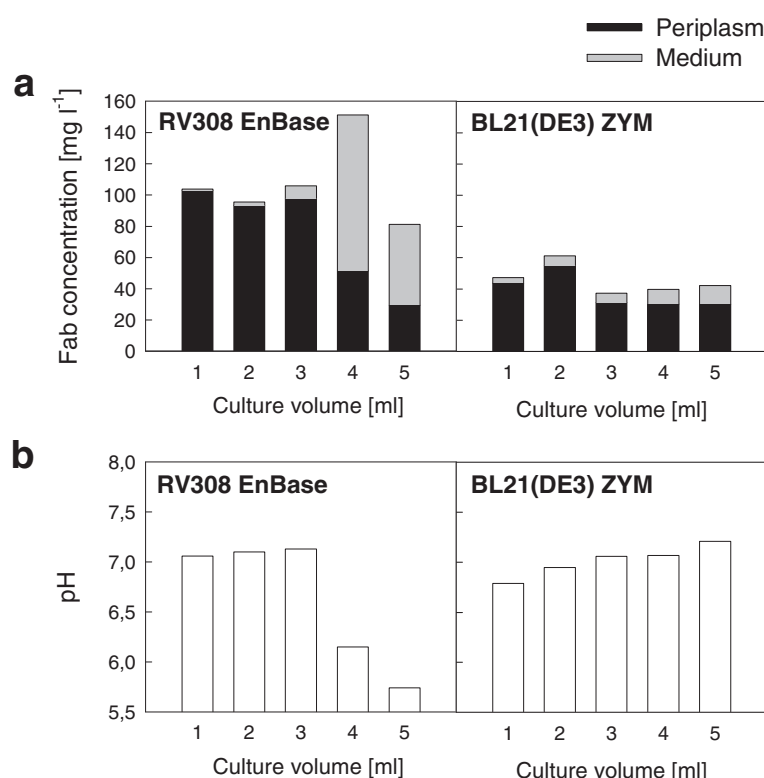 Periplasm
Medium
a
Fab concentration [mg l-1]
160
140
120
100
80
60
40
20
0
RV308 EnBase
BL21(DE3) ZYM
1 2 3 4 5
1 2 3 4 5
Culture volume [ml]
Culture volume [ml]
b
pH
8,0
7,5
7,0
6,5
6,0
5,5
RV308 EnBase
BL21(DE3) ZYM
1 2 3 4 5
1 2 3 4 5
Culture volume [ml]
Culture volume [ml]